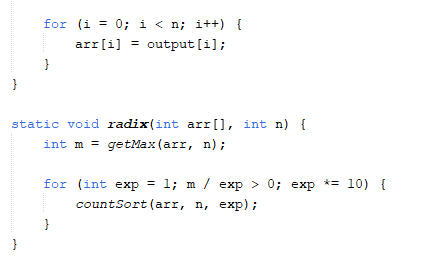 for (i = 0; i < n; i++) {
arr[i] = output[i];
}
}
static void radix(int arr[], int n) {
int m = getMax(arr, n);
for (int exp = 1; m / exp > 0; exp *= 10) {
countSort(arr, n, exp);
}
}